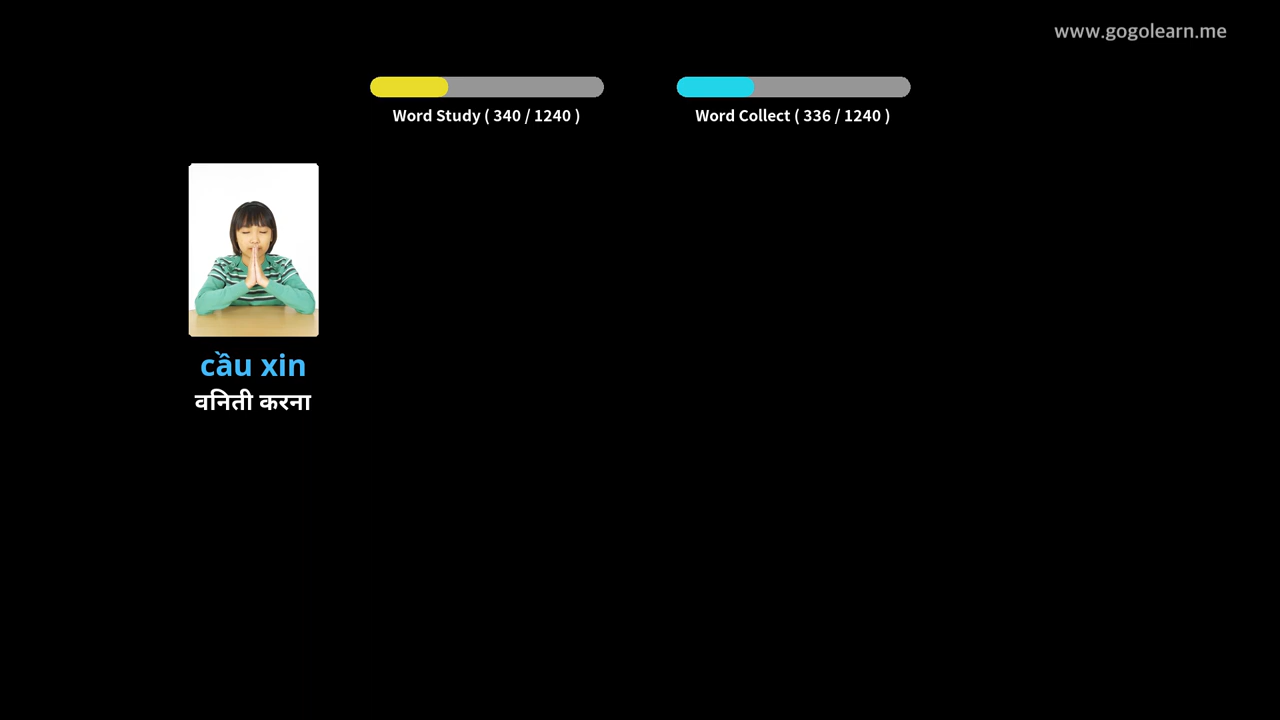 www.gogolearn.me
Word Study ( 340 / 1240 )
Word Collect ( 336 / 1240 )
cầu xin
वनिती करना